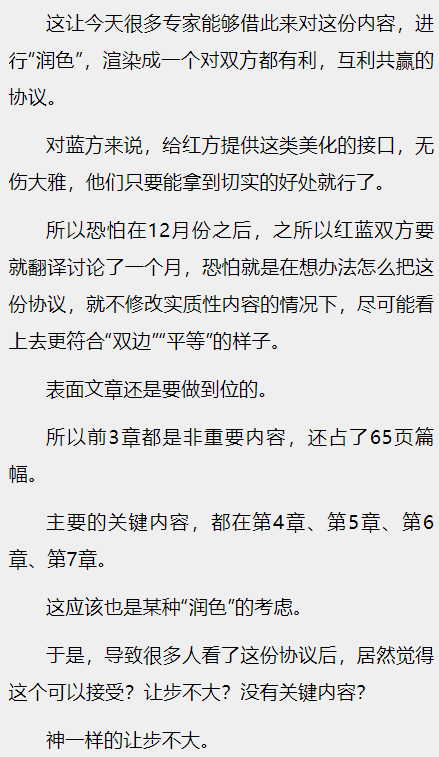 这让今天很多专家能够借此来对这份内容，进
行“润色”，渲染成一个对双方都有利，互利共赢的
协议。
对蓝方来说，给红方提供这类美化的接口，无
伤大雅，他们只要能拿到切实的好处就行了。
所以恐怕在12月份之后，之所以红蓝双方要
就翻译讨论了一个月，恐怕就是在想办法怎么把这
份协议，就不修改实质性内容的情况下，尽可能看
上去更符合“双边”“平等”的样子。
表面文章还是要做到位的。
所以前3章都是非重要内容，还占了65页篇
幅。
主要的关键内容，都在第4章、第5章、第6
章、第7章。
这应该也是某种“润色”的考虑。
于是，导致很多人看了这份协议后，居然觉得
这个可以接受？让步不大？没有关键内容？
神一样的让步不大。